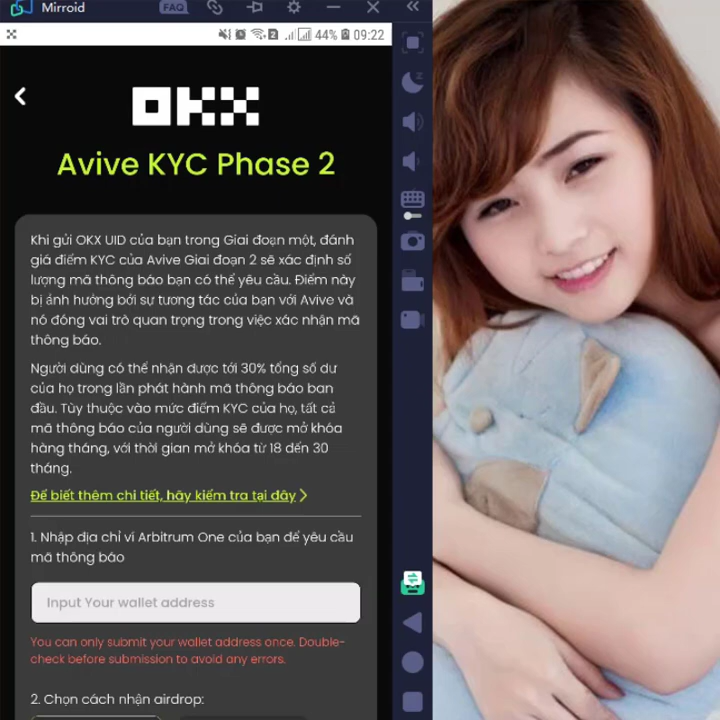 Mirroid
FAQ
44% 09:22
OKX
Avive KYC Phase 2
Khi gửi OKX UID của bạn trong Giai đoạn một, đánh
giá điểm KYC của Avive Giai đoạn 2 sẽ xác định số
lượng mã thông báo bạn có thể yêu cầu. Điểm này
bị ảnh hưởng bởi sự tương tác của bạn với Avive và
nó đóng vai trò quan trọng trong việc xác nhận mã
thông báo.
Người dùng có thể nhận được tới 30% tổng số dư
của họ trong lần phát hành mã thông báo ban
đầu. Tùy thuộc vào mức điểm KYC của họ, tất cả
mã thông báo của người dùng sẽ được mở khóa
hàng tháng, với thời gian mở khóa từ 18 đến 30
tháng.
Để biết thêm chi tiết, hãy kiểm tra tại đây
1. Nhập địa chỉ ví Arbitrum One của bạn để yêu cầu
mã thông báo
Input Your wallet address
You can only submit your wallet address once. Double-
check before submission to avoid any errors.
2. Chọn cách nhận airdrop: